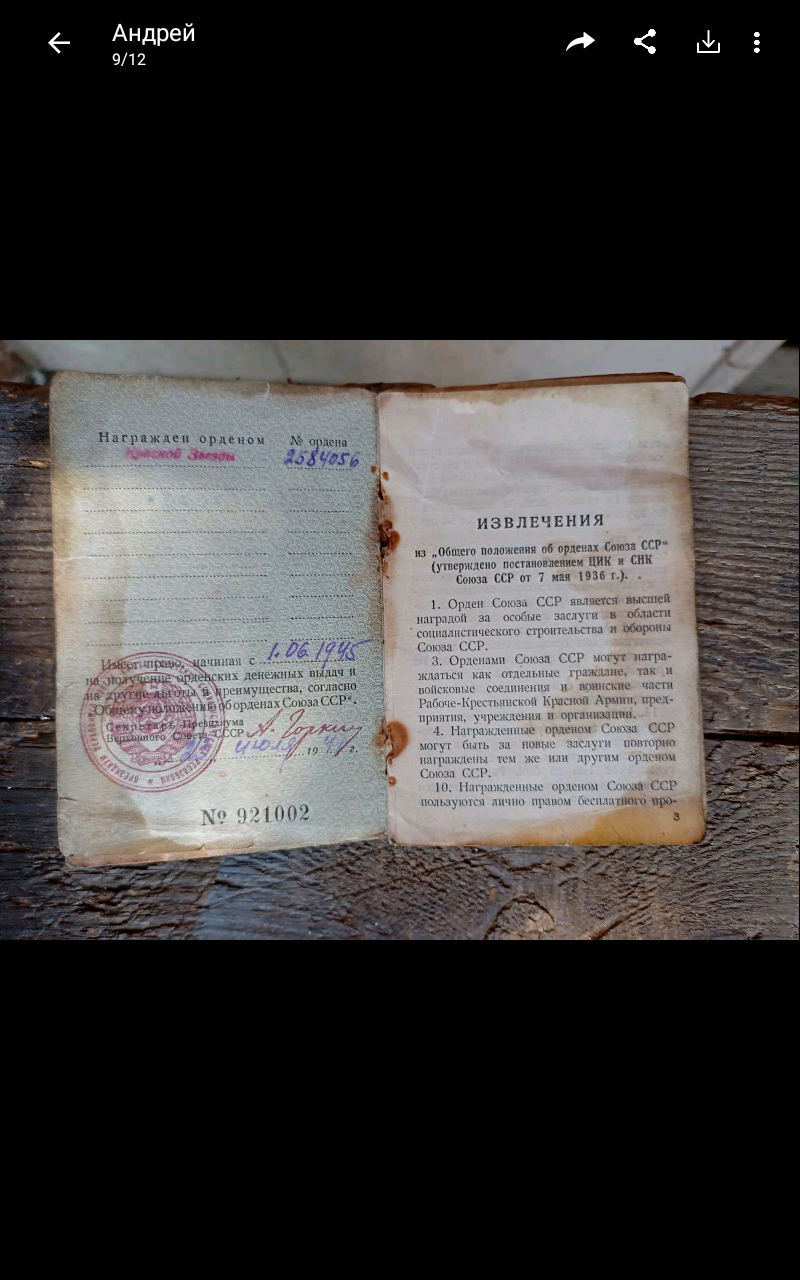 Андрей
9/12
Награжден орденом № ордена
Красной Звезды 2584056
Имеет право, начиная с 1.06.1945
на получение орденских денежных выдач и
на другие льготы и преимущества, согласно
„Общему положению об орденах Союза ССР“.
Секретарь Президиума
Верховного Совета СССР А. Горкин
июля 19 г.
№ 921002
ИЗВЛЕЧЕНИЯ
из „Общего положения об орденах Союза ССР“
(утверждено постановлением ЦИК и СНК
Союза ССР от 7 мая 1936 г.).
1. Орден Союза ССР является высшей
наградой за особые заслуги в области
социалистического строительства и обороны
Союза ССР.
3. Орденами Союза ССР могут награ-
ждаться как отдельные граждане, так и
войсковые соединения и воинские части
Рабоче-Крестьянской Красной Армии, пред-
приятия, учреждения и организации.
4. Награжденные орденом Союза ССР
могут быть за новые заслуги повторно
награждены тем же или другим орденом
Союза ССР.
10. Награжденные орденом Союза ССР
пользуются лично правом бесплатного про-
3